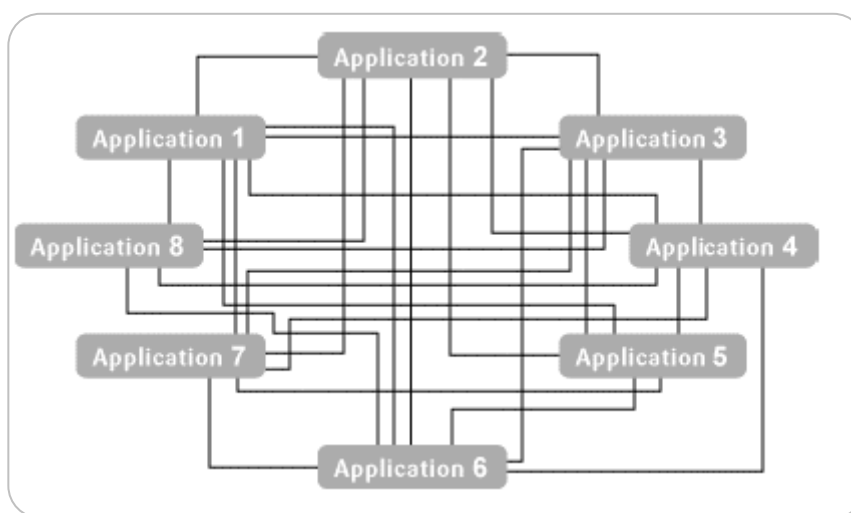 Application 2
Application 1
Application 3
Application 8
Application 4
Application 7
Application 5
Application 6